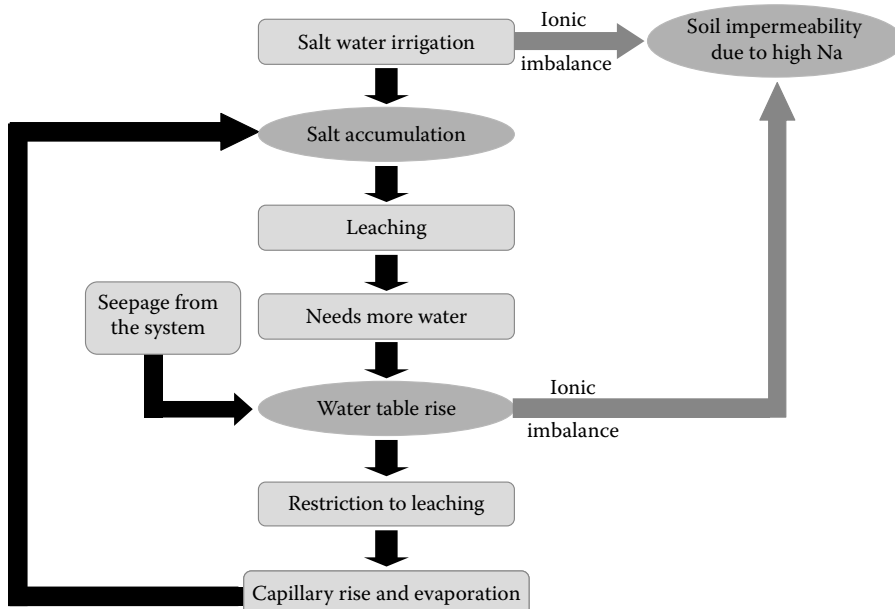 Salt water irrigation
Ionic
imbalance
Soil impermeability
due to high Na
Salt accumulation
Leaching
Seepage from
the system
Needs more water
Water table rise
Ionic
imbalance
Restriction to leaching
Capillary rise and evaporation